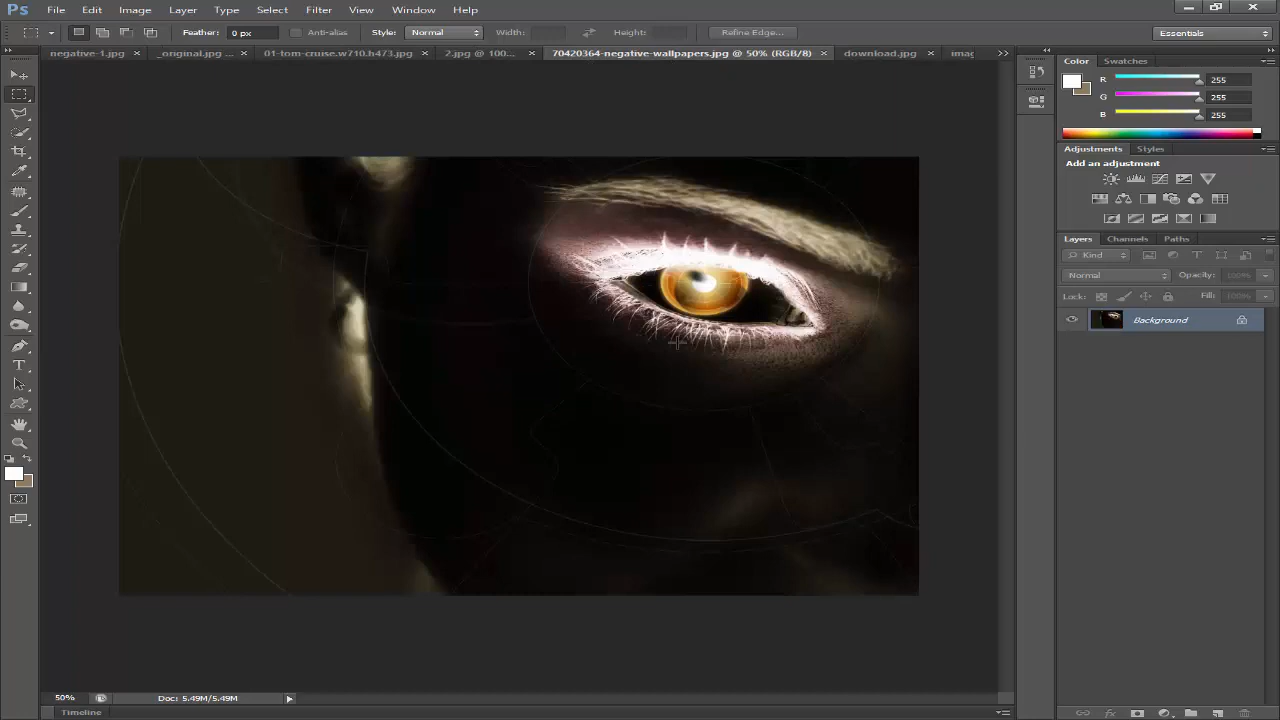 Ps File Edit Image Layer Type Select Filter View Window Help
Feather: 0 px Anti-alias Style: Normal Width: Height: Refine Edge... Essentials
negative-1.jpg × _original.jpg ... × 01-tom-cruise.w710.h473.jpg × 2.jpg @ 100... × 70420364-negative-wallpapers.jpg @ 50% (RGB/8) × download.jpg × imag
Color Swatches
R 255
G 255
B 255
Adjustments Styles
Add an adjustment
Layers Channels Paths
Kind
Normal Opacity: 100%
Lock: Fill: 100%
Background
50% Doc: 5.49M/5.49M
Timeline